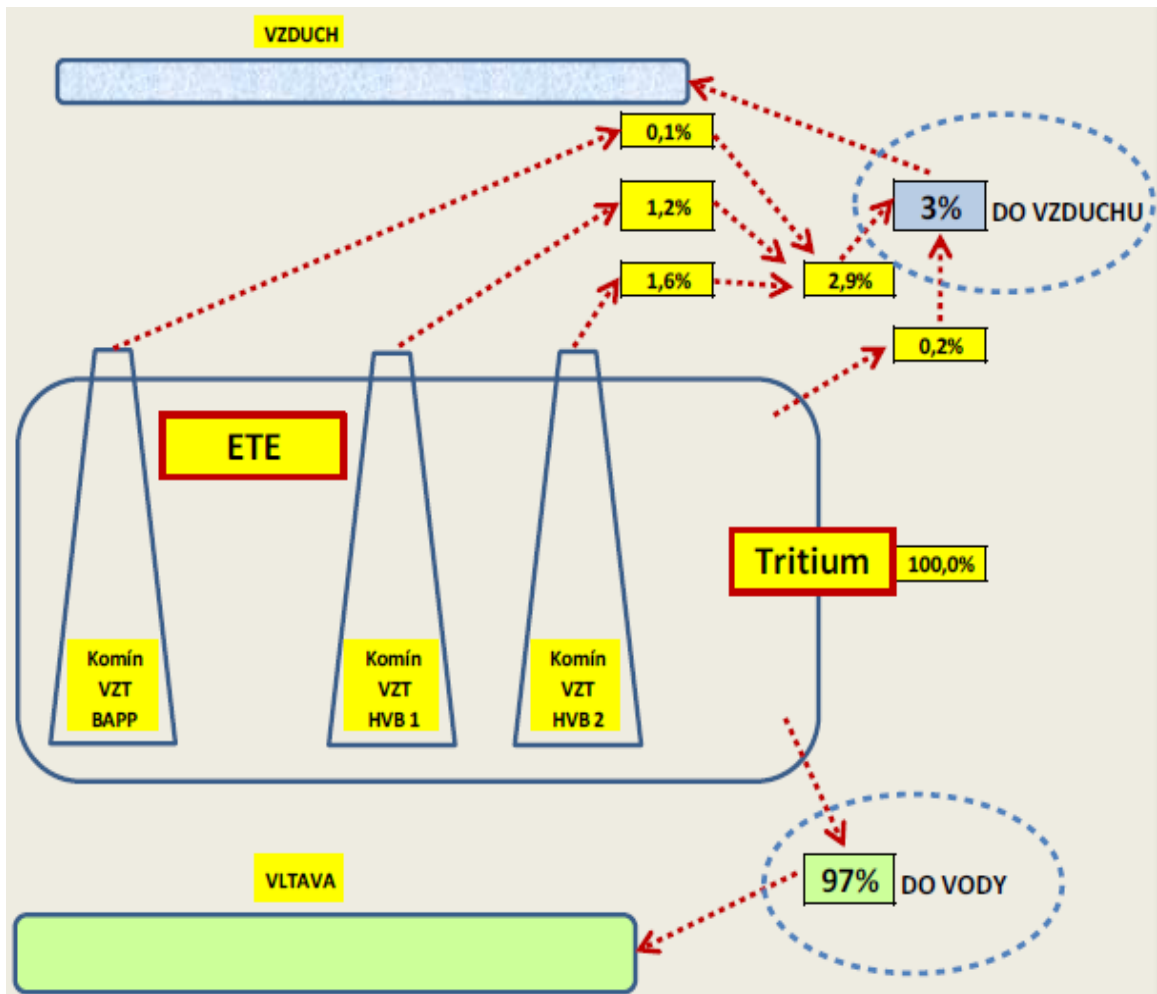 VZDUCH
0,1%
1,2%
3% DO VZDUCHU
1,6%
2,9%
0,2%
ETE
Tritium 100,0%
Komín
VZT
BAPP
Komín
VZT
HVB 1
Komín
VZT
HVB 2
VLTAVA
97% DO VODY